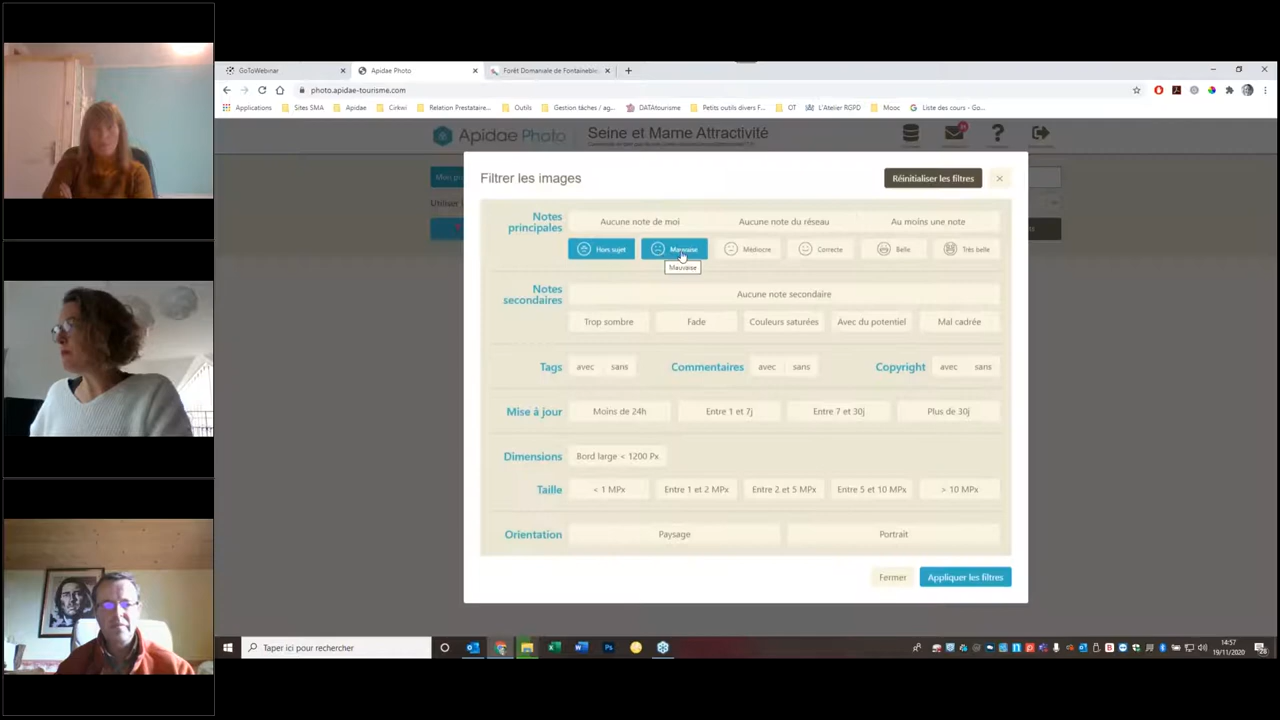 GoToWebinar
Apidae Photo
Forêt Domaniale de Fontaineble
photo.apidae-tourisme.com
Applications
Sites SMA
Apidae
Cirkwi
Relation Prestataire...
Outils
Gestion tâches / ag...
DATAtourisme
Petits outils divers F...
OT
L'Atelier RGPD
Mooc
Liste des cours - Go...
Apidae Photo
Seine et Marne Attractivité
Filtrer les images
Réinitialiser les filtres
Notes principales
Aucune note de moi
Aucune note du réseau
Au moins une note
Hors sujet
Mauvaise
Médiocre
Correcte
Belle
Très belle
Mauvaise
Notes secondaires
Aucune note secondaire
Trop sombre
Fade
Couleurs saturées
Avec du potentiel
Mal cadrée
Tags
avec
sans
Commentaires
avec
sans
Copyright
avec
sans
Mise à jour
Moins de 24h
Entre 1 et 7j
Entre 7 et 30j
Plus de 30j
Dimensions
Bord large < 1200 Px
Taille
< 1 MPx
Entre 1 et 2 MPx
Entre 2 et 5 MPx
Entre 5 et 10 MPx
> 10 MPx
Orientation
Paysage
Portrait
Fermer
Appliquer les filtres
Taper ici pour rechercher
14:57
19/11/2020